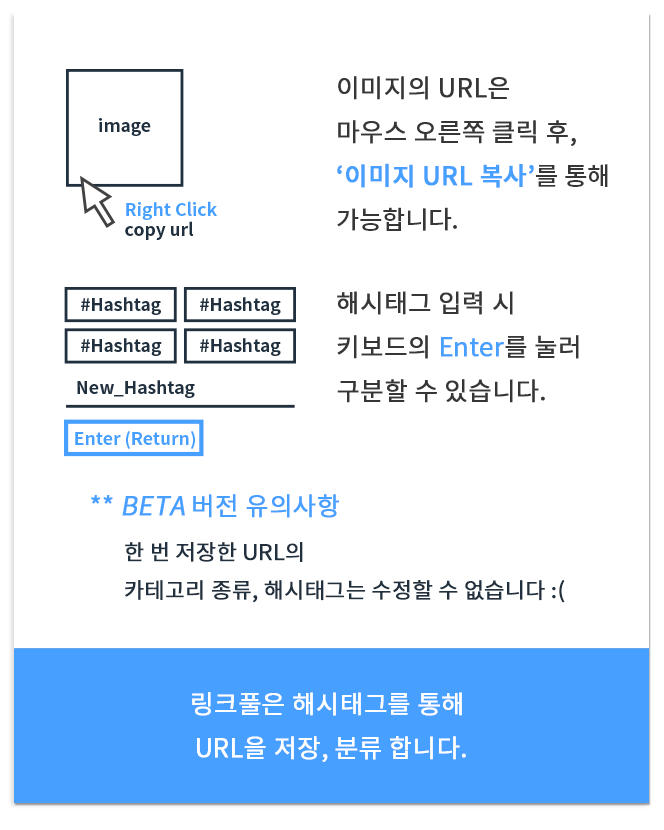 image
Right Click
copy url
이미지의 URL은
마우스 오른쪽 클릭 후,
‘이미지 URL 복사’를 통해
가능합니다.
#Hashtag #Hashtag
#Hashtag #Hashtag
New_Hashtag
Enter (Return)
해시태그 입력 시
키보드의 Enter를 눌러
구분할 수 있습니다.
** BETA 버전 유의사항
한 번 저장한 URL의
카테고리 종류, 해시태그는 수정할 수 없습니다 :(
링크풀은 해시태그를 통해
URL을 저장, 분류 합니다.